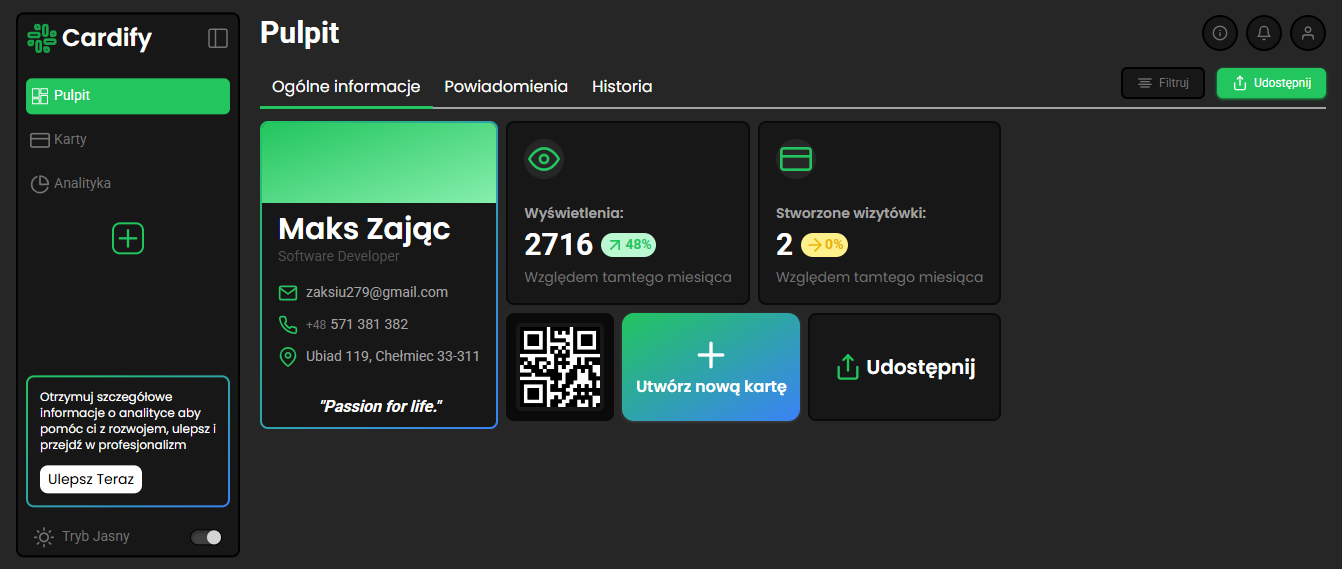 Cardify
Pulpit
Karty
Analityka
Otrzymuj szczegółowe
informacje o analityce aby
pomóc ci z rozwojem, ulepsz i
przejdź w profesjonalizm
Ulepsz Teraz
Tryb Jasny
Pulpit
Ogólne informacje
Powiadomienia
Historia
Filtruj
Udostępnij
Maks Zając
Software Developer
zaksiu279@gmail.com
+48 571 381 382
Ubiad 119, Chełmiec 33-311
"Passion for life."
Wyświetlenia:
2716 48%
Względem tamtego miesiąca
Stworzone wizytówki:
2 0%
Względem tamtego miesiąca
Utwórz nową kartę
Udostępnij